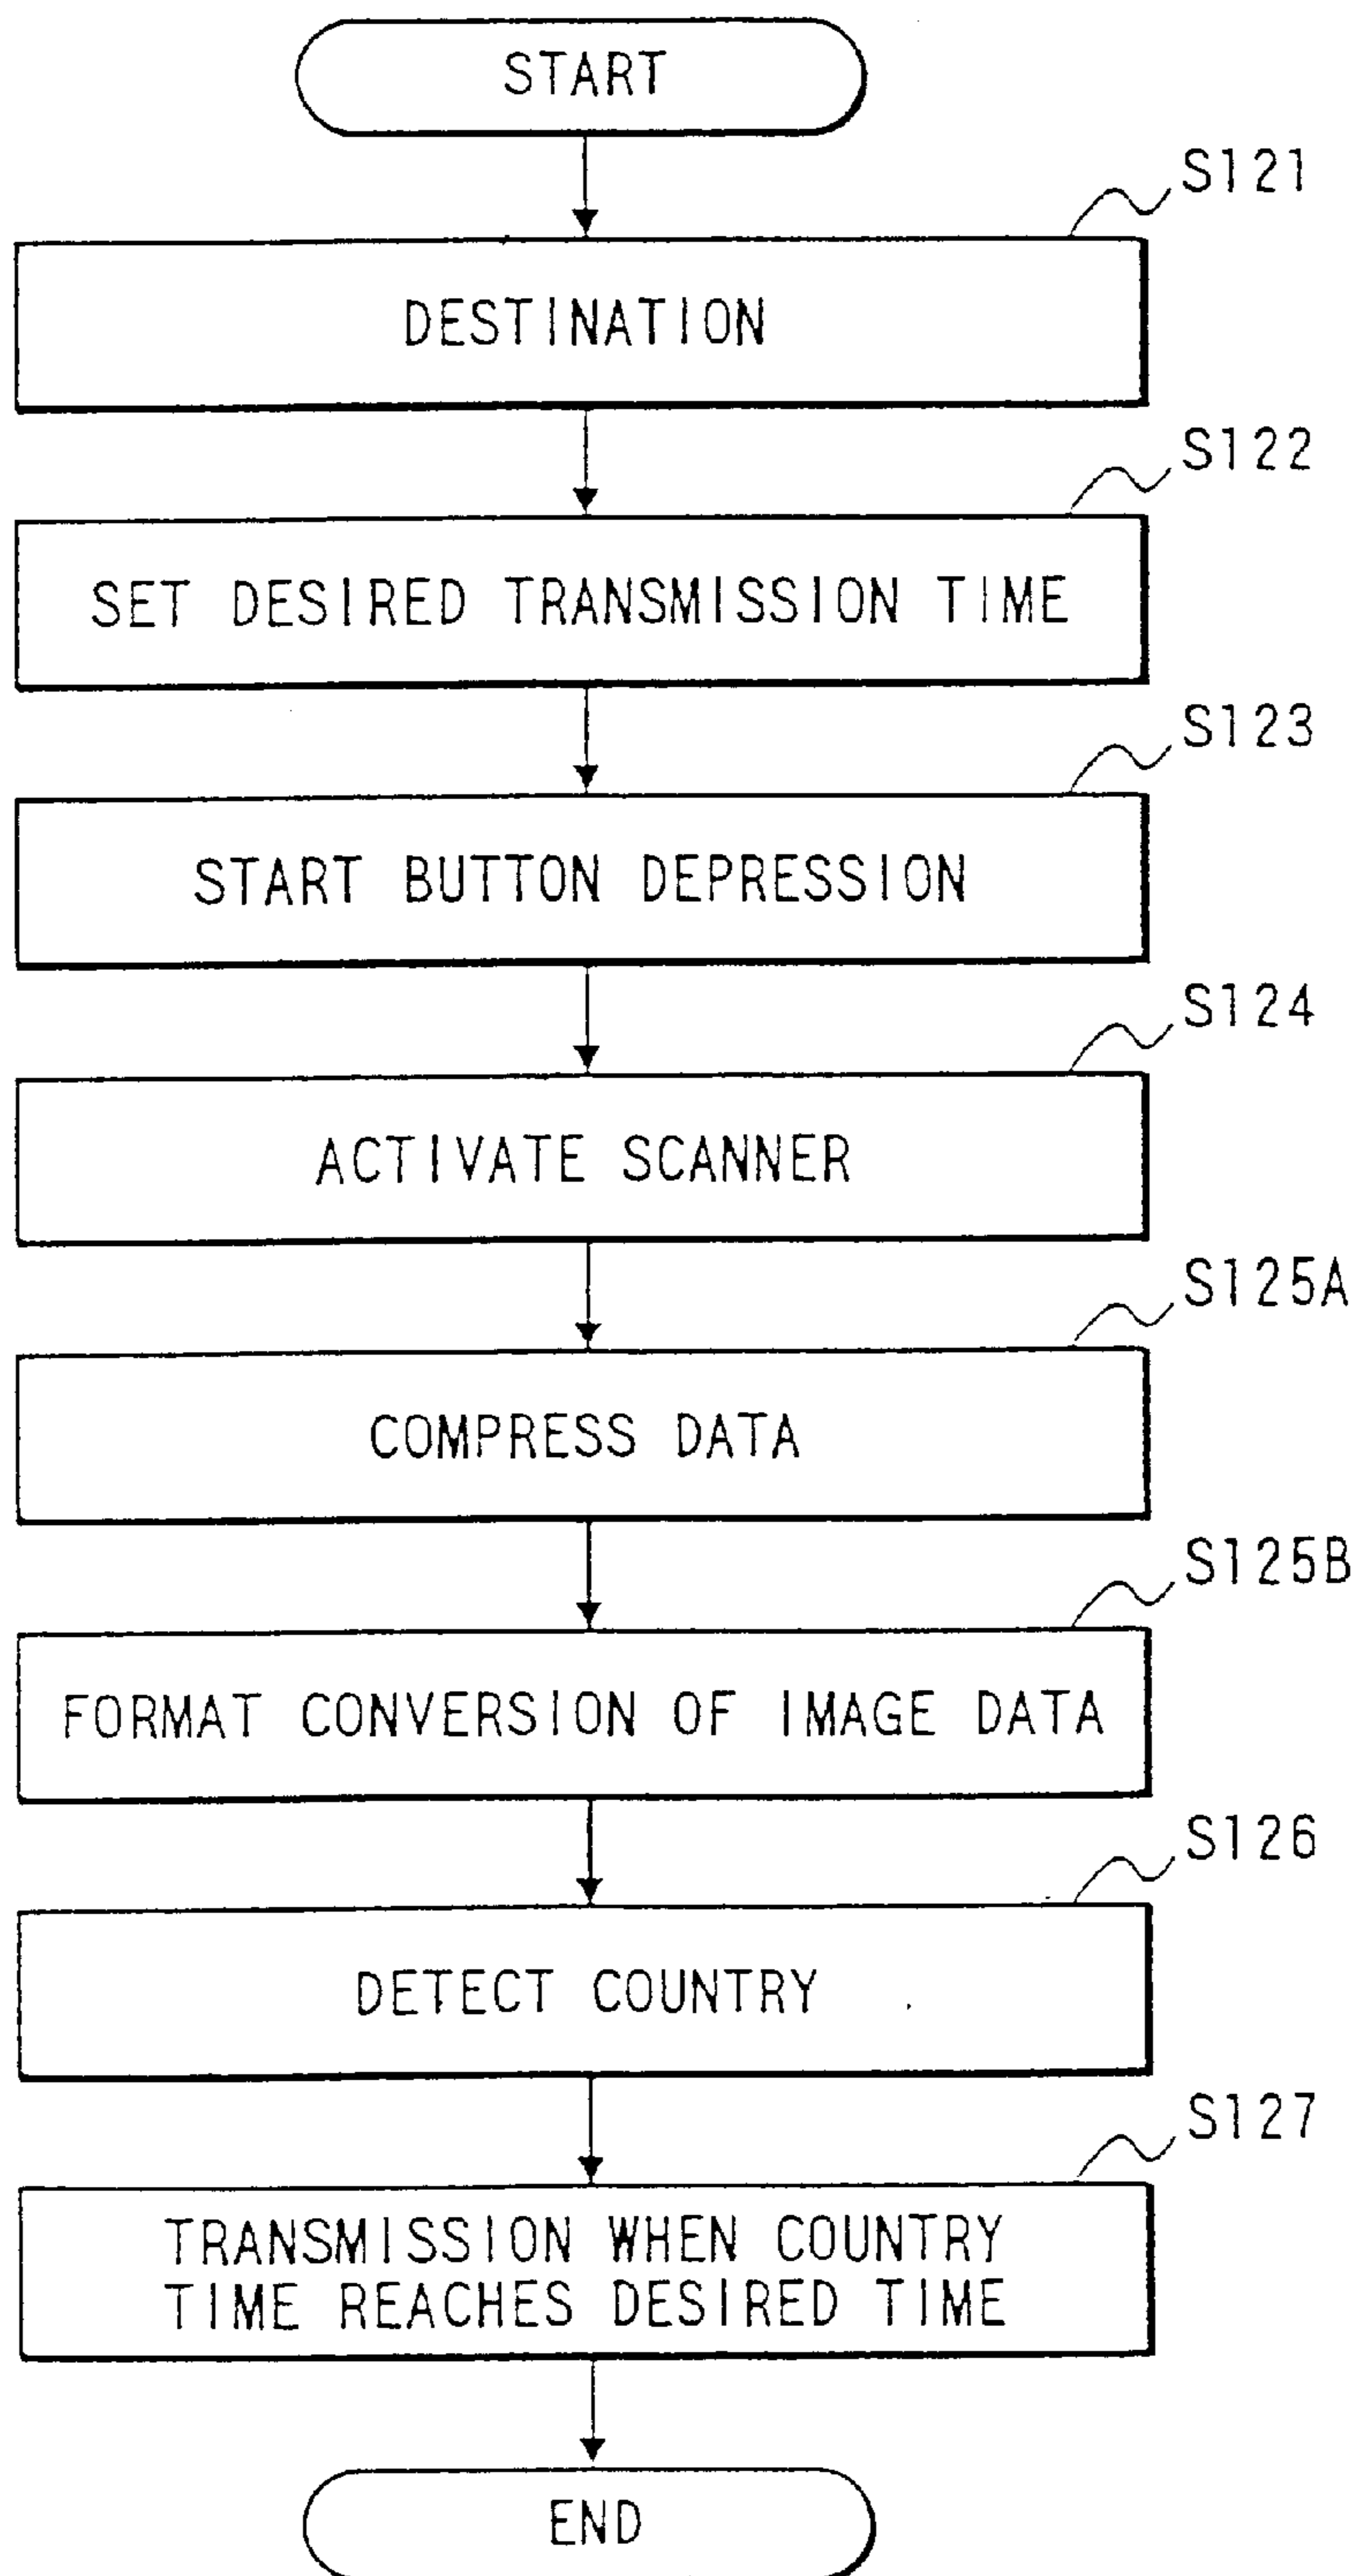 START
S121
DESTINATION
S122
SET DESIRED TRANSMISSION TIME
S123
START BUTTON DEPRESSION
S124
ACTIVATE SCANNER
S125A
COMPRESS DATA
S125B
FORMAT CONVERSION OF IMAGE DATA
S126
DETECT COUNTRY
S127
TRANSMISSION WHEN COUNTRY
TIME REACHES DESIRED TIME
END